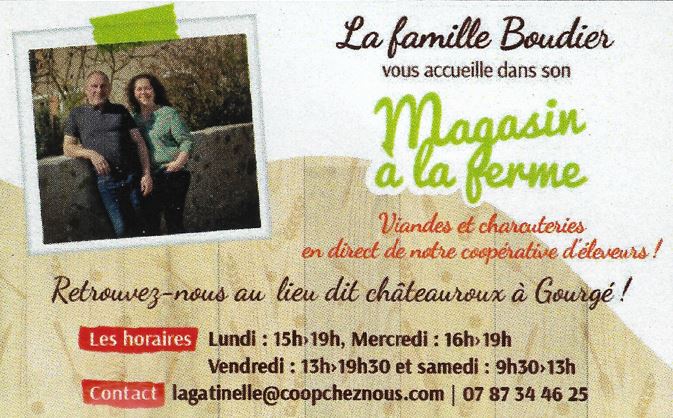 La famille Boudier
vous accueille dans son
Magasin
a la ferme
Viandes et charcuteries
en direct de notre coopérative d'éleveurs !
Retrouvez-nous au lieu dit châteauroux à Gourgé !
Les horaires Lundi : 15h›19h, Mercredi : 16h›19h
Vendredi : 13h›19h30 et samedi : 9h30›13h
Contact lagatinelle@coopcheznous.com | 07 87 34 46 25